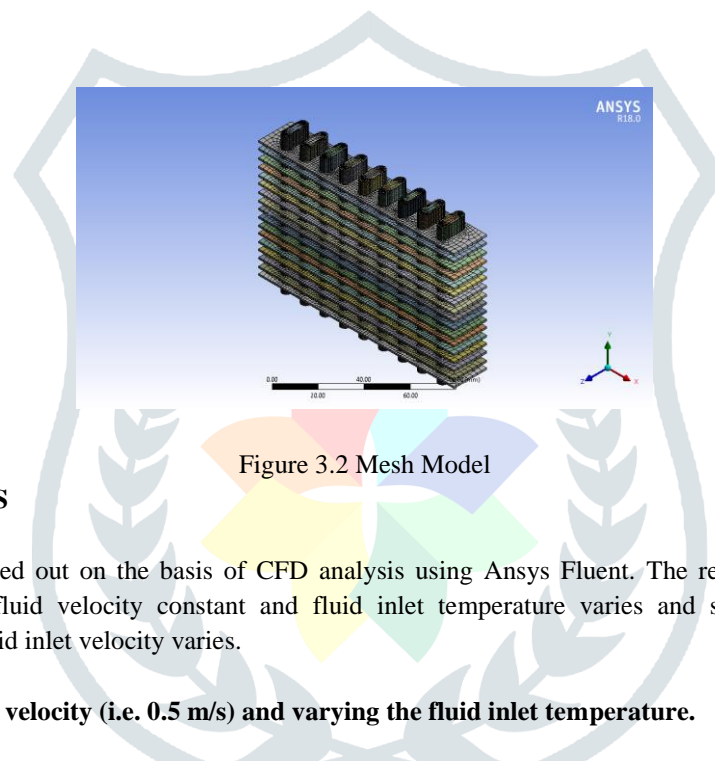 ANSYS
R18.0
0.00
40.00
20.00
60.00
Y
Z
X
Figure 3.2 Mesh Model
S
ed out on the basis of CFD analysis using Ansys Fluent. The re
fluid velocity constant and fluid inlet temperature varies and s
id inlet velocity varies.
velocity (i.e. 0.5 m/s) and varying the fluid inlet temperature.